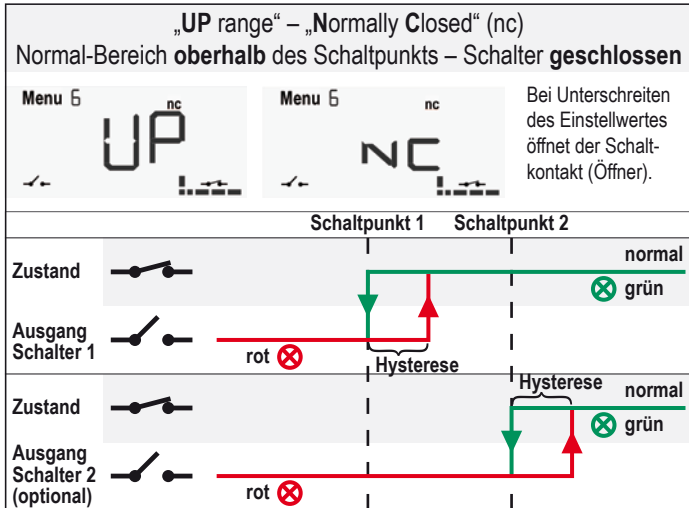 „UP range“ – „Normally Closed“ (nc)
Normal-Bereich oberhalb des Schaltpunkts – Schalter geschlossen
Menu 6
nc
UP
Menu 6
nc
NC
Bei Unterschreiten
des Einstellwertes
öffnet der Schalt-
kontakt (Öffner).
Schaltpunkt 1 Schaltpunkt 2
Zustand
normal
grün
Ausgang
Schalter 1
rot
Hysterese
Zustand
Hysterese
normal
grün
Ausgang
Schalter 2
(optional)
rot